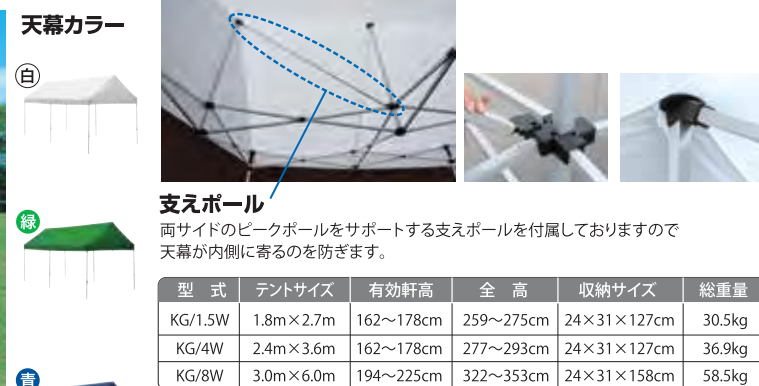 天幕カラー
白
緑
青
支えポール
両サイドのピークポールをサポートする支えポールを付属しておりますので
天幕が内側に寄るのを防ぎます。
型 式 テントサイズ 有効軒高 全 高 収納サイズ 総重量
KG/1.5W 1.8m×2.7m 162〜178cm 259〜275cm 24×31×127cm 30.5kg
KG/4W 2.4m×3.6m 162〜178cm 277〜293cm 24×31×127cm 36.9kg
KG/8W 3.0m×6.0m 194〜225cm 322〜353cm 24×31×158cm 58.5kg